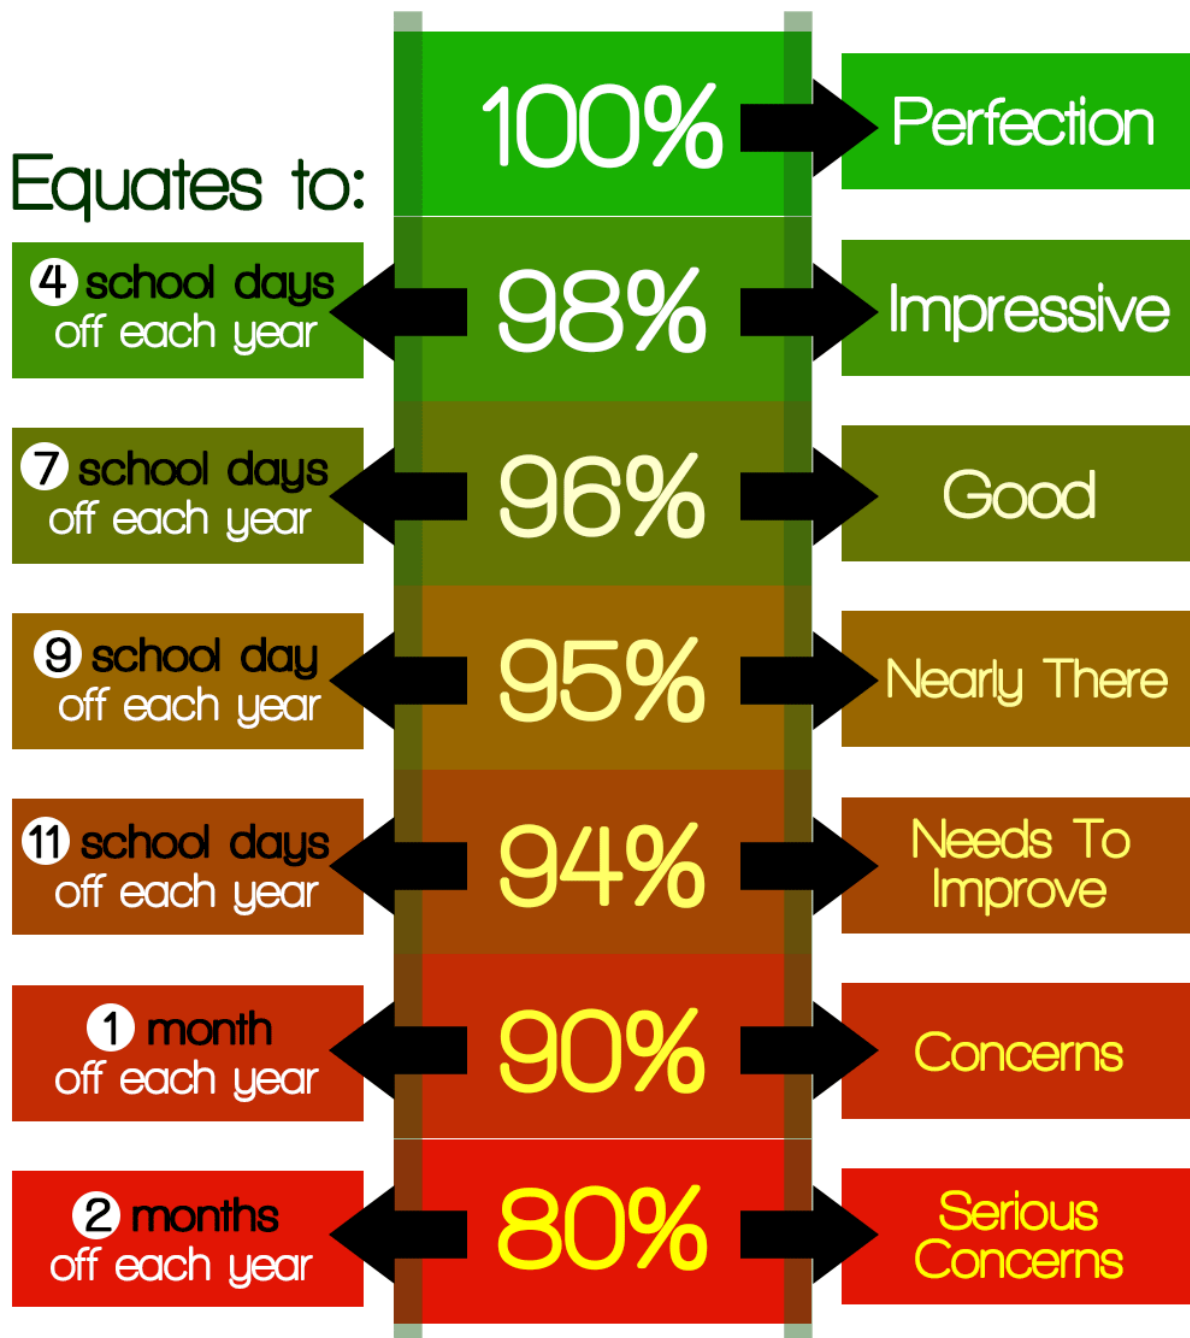 100%
Perfection
Equates to:
4 school days
off each year
98%
Impressive
7 school days
off each year
96%
Good
9 school day
off each year
95%
Nearly There
11 school days
off each year
94%
Needs To
Improve
1 month
off each year
90%
Concerns
2 months
off each year
80%
Serious
Concerns